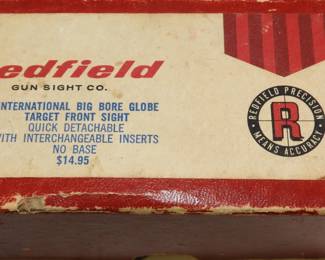 edfield
GUN SIGHT CO.
INTERNATIONAL BIG BORE GLOBE
TARGET FRONT SIGHT
QUICK DETACHABLE
WITH INTERCHANGEABLE INSERTS
NO BASE
$14.95
REDFIELD PRECISION
R
MEANS ACCURACY